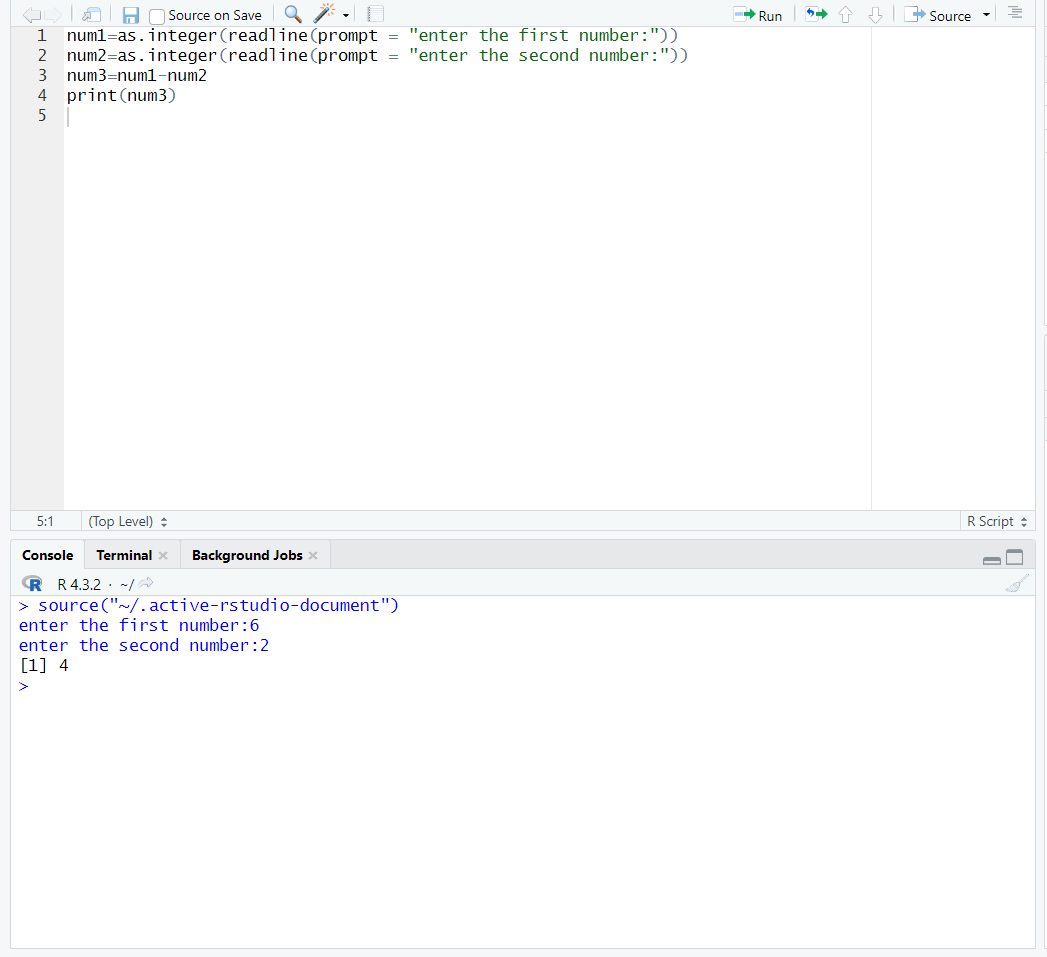 Source on Save
Run
Source
1 num1=as.integer(readline(prompt = "enter the first number:"))
2 num2=as.integer(readline(prompt = "enter the second number:"))
3 num3=num1-num2
4 print(num3)
5
5:1 (Top Level) R Script
Console Terminal Background Jobs
R R 4.3.2 · ~/
> source("~/.active-rstudio-document")
enter the first number:6
enter the second number:2
[1] 4
>